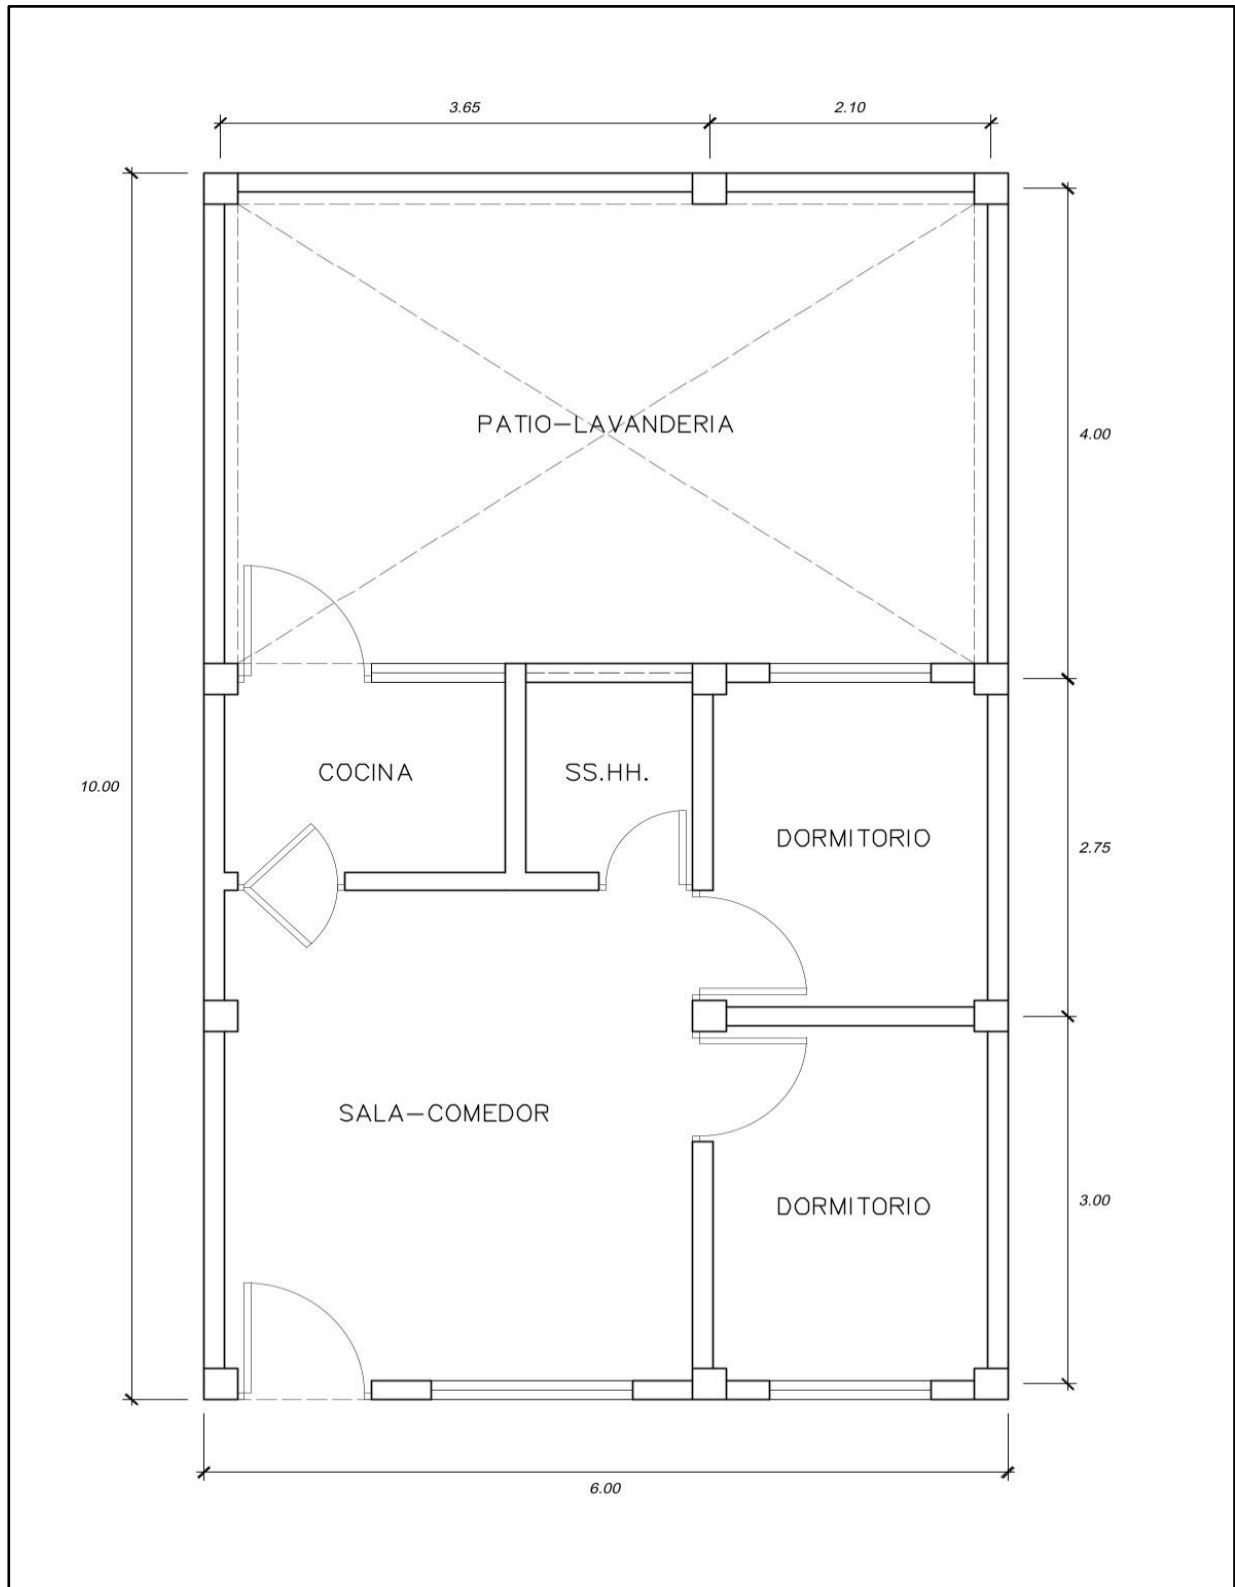 3.65
2.10
PATIO-LAVANDERIA
4.00
COCINA
SS.HH.
10.00
DORMITORIO
2.75
SALA-COMEDOR
DORMITORIO
3.00
6.00